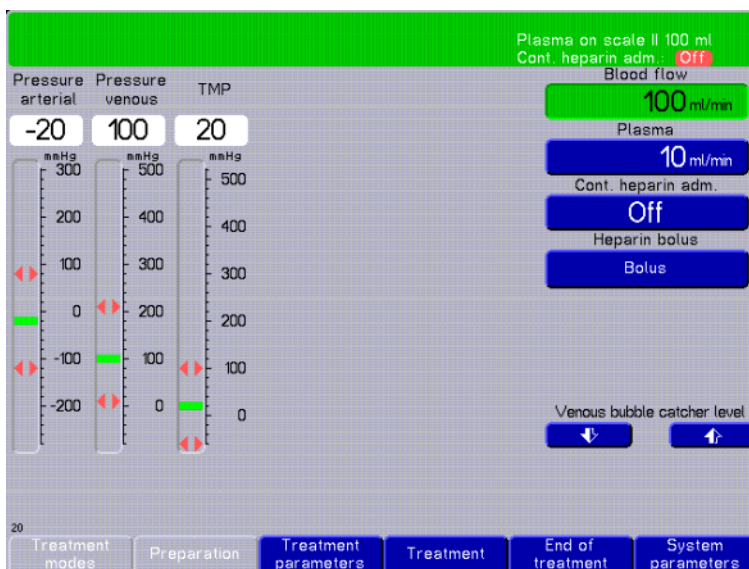 Plasma on scale II 100 ml
Cont. heparin adm.: Off
Pressure arterial
Pressure venous
TMP
-20
100
20
mmHg
300
200
100
0
-100
-200
mmHg
500
400
300
200
100
0
500
400
300
200
100
0
Blood flow
100 ml/min
Plasma
10 ml/min
Cont. heparin adm.
Off
Heparin bolus
Bolus
Venous bubble catcher level
20
Treatment modes
Preparation
Treatment parameters
Treatment
End of treatment
System parameters